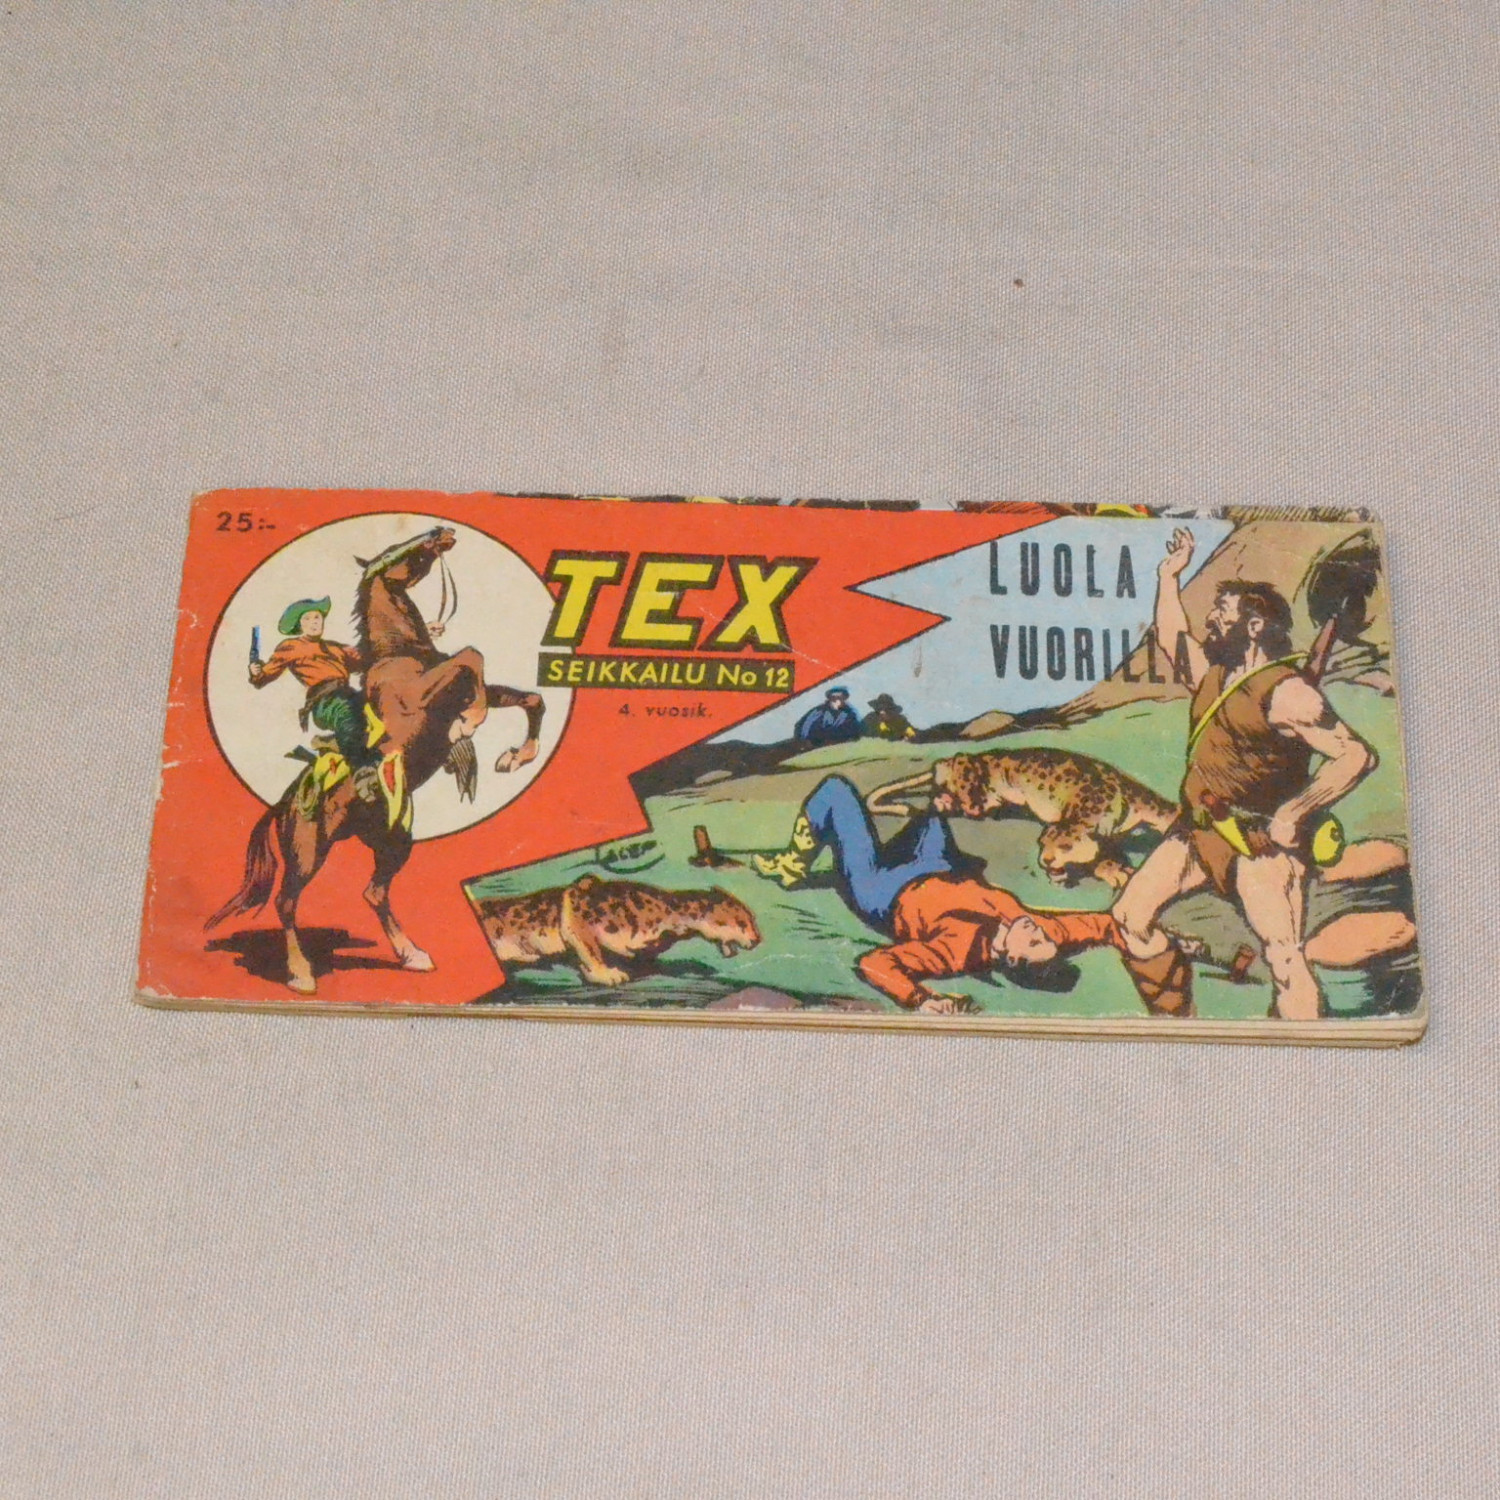 25:-
TEX
SEIKKAILU No 12
4. vuosik.
LUOLA
VUORILLA